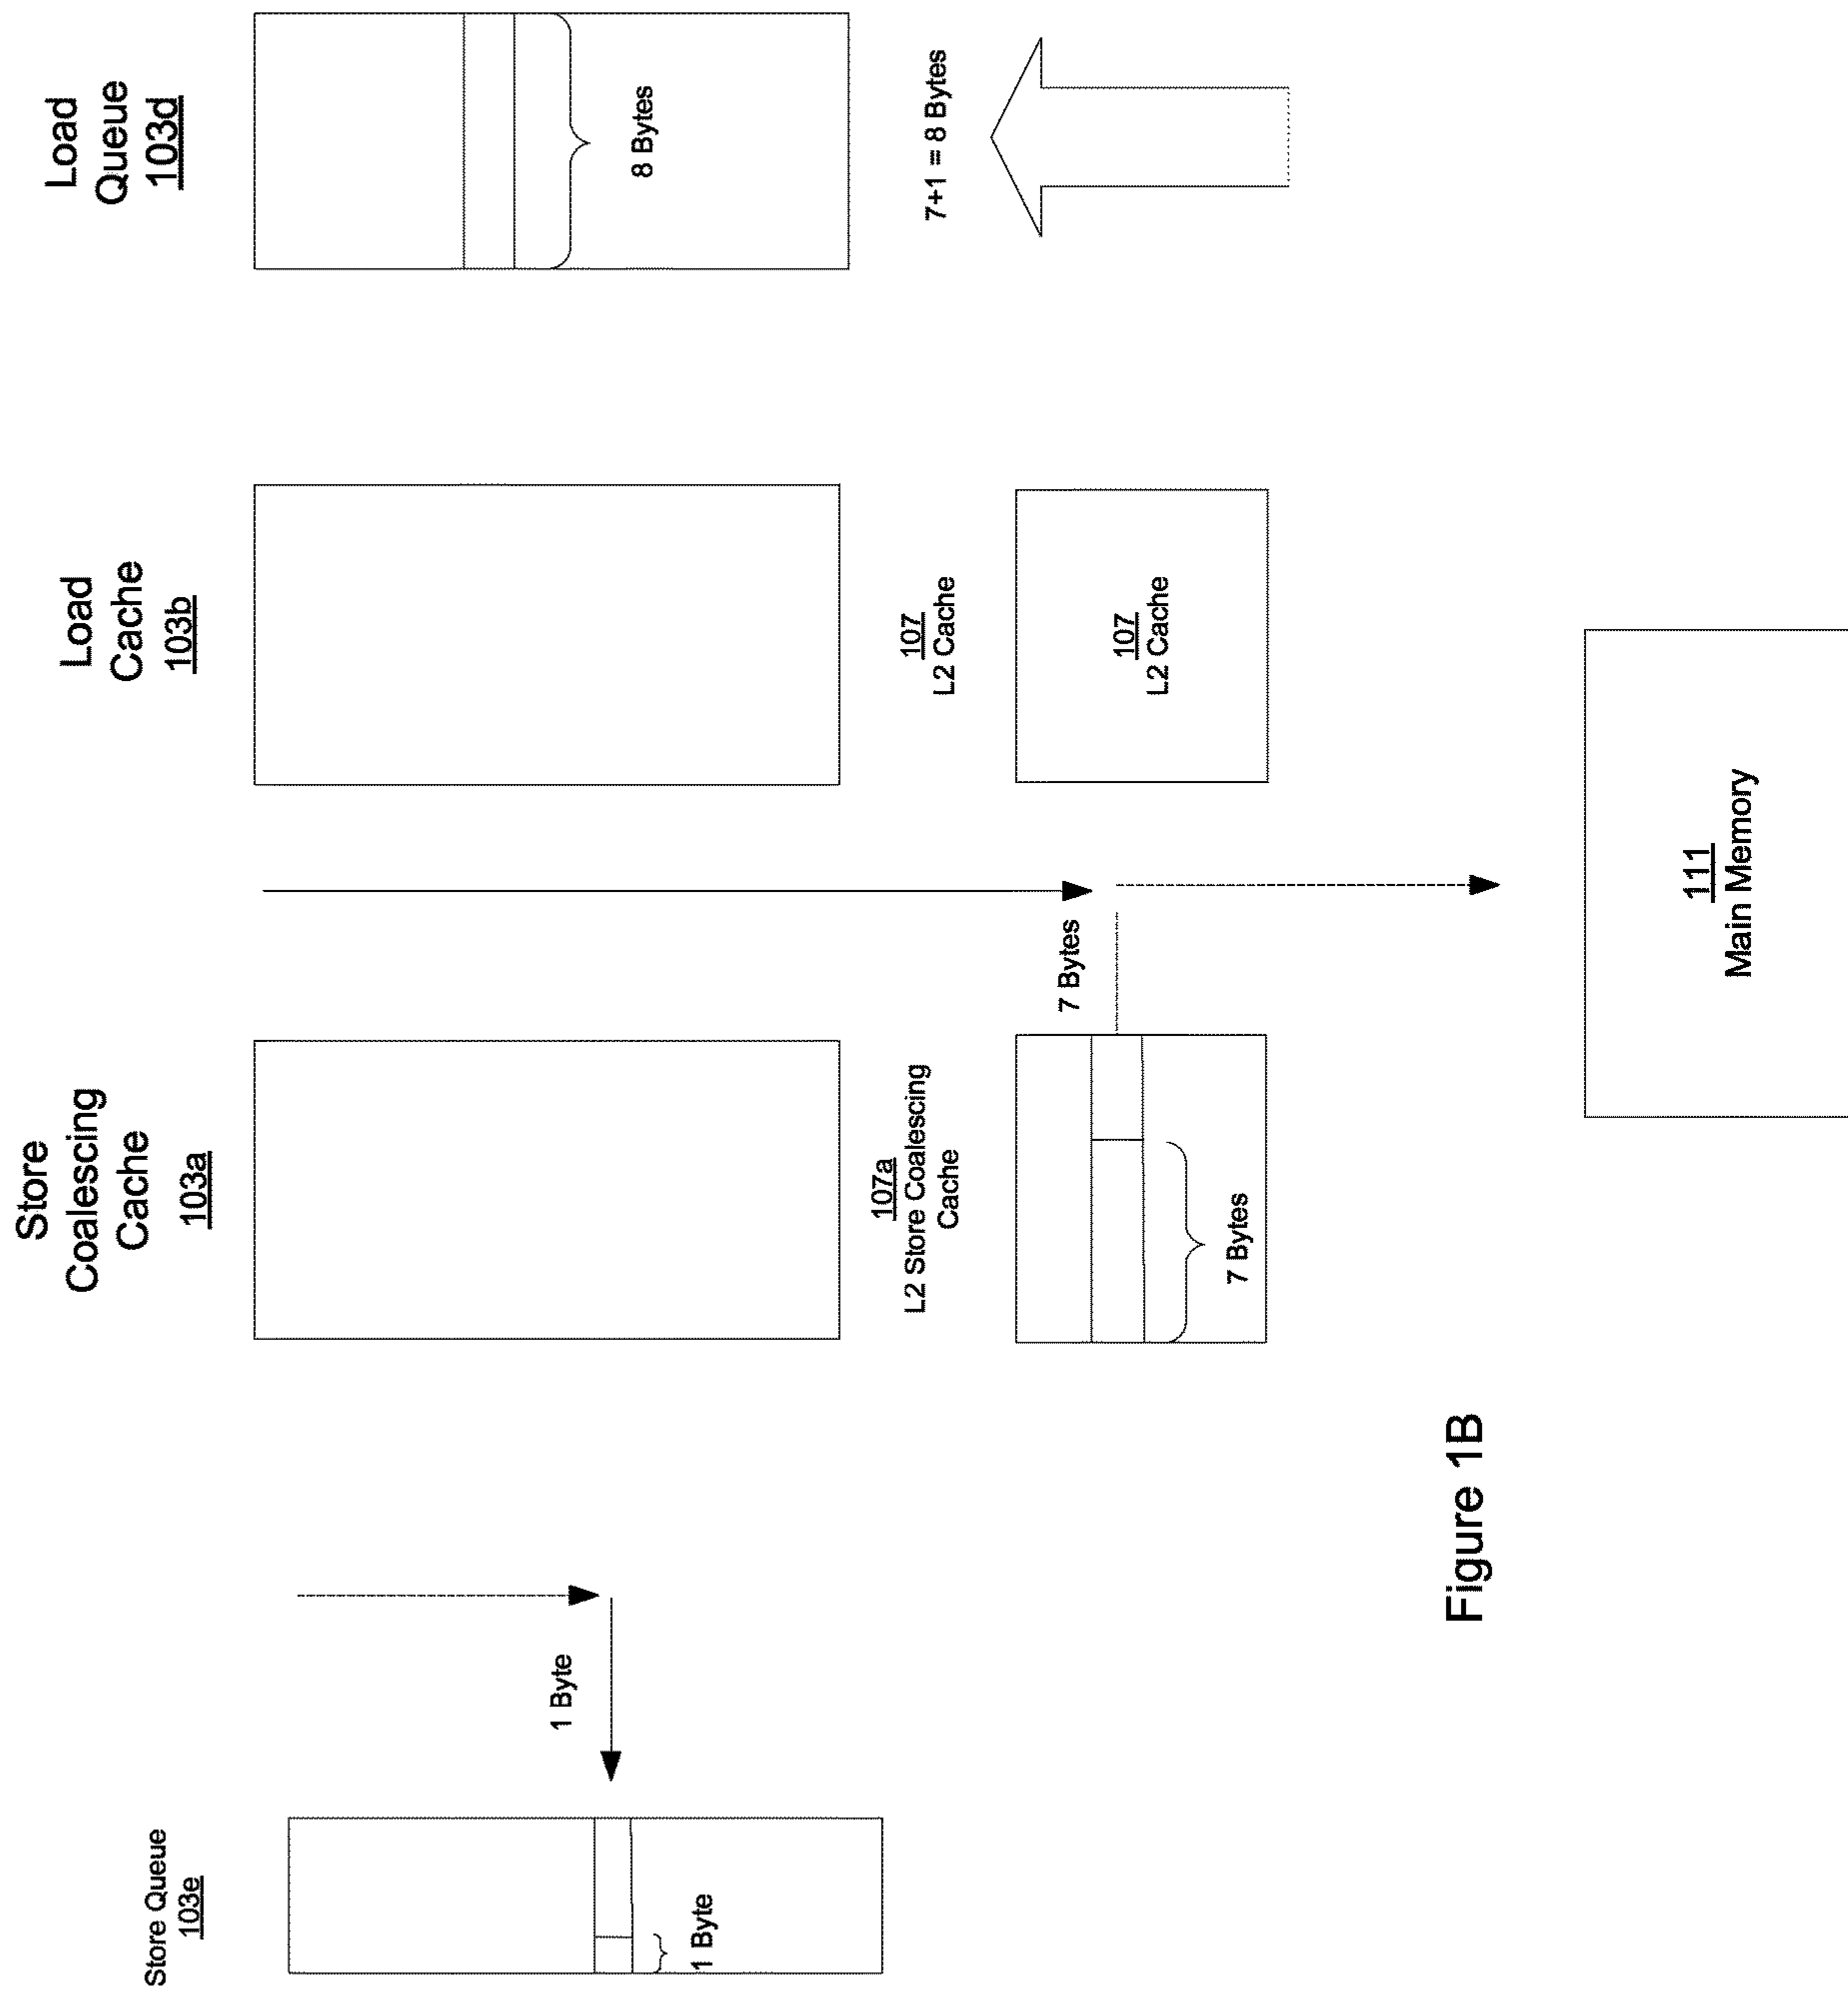 Store Queue
103e
Store
Coalescing
Cache
103a
Load
Cache
103b
Load
Queue
103d
1 Byte
1 Byte
8 Bytes
107a
L2 Store Coalescing
Cache
107
L2 Cache
7+1 = 8 Bytes
7 Bytes
107
L2 Cache
7 Bytes
Figure 1B
111
Main Memory